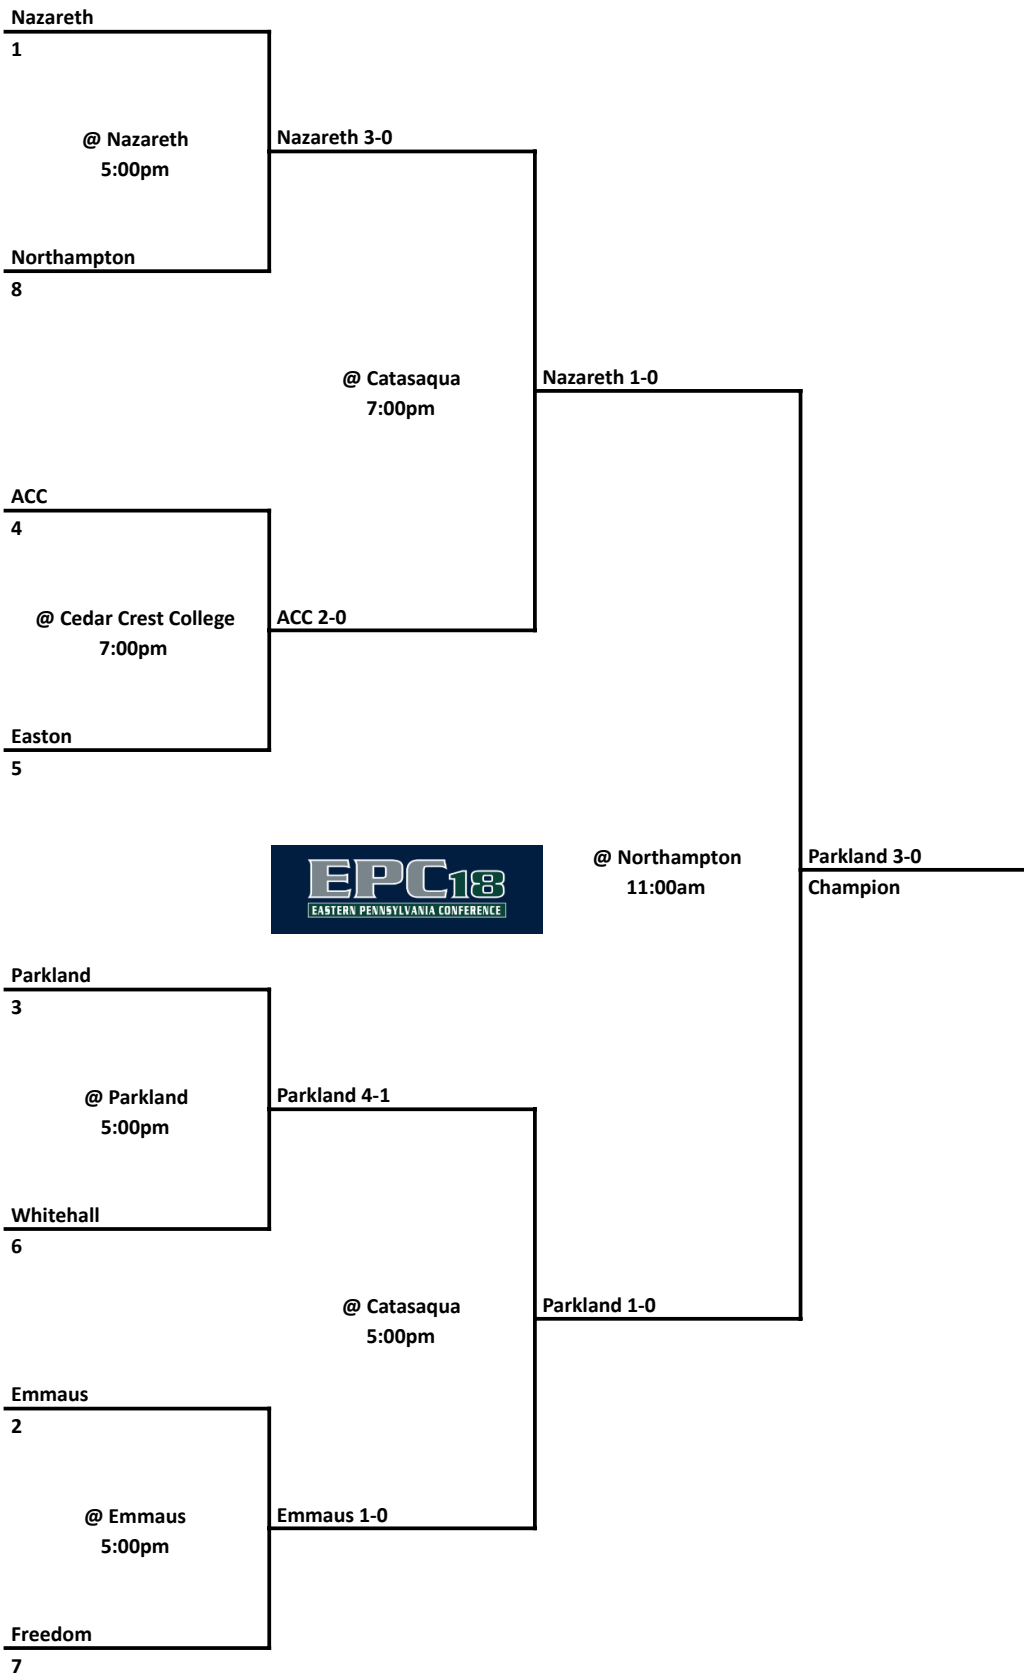 Nazareth
1
@ Nazareth
5:00pm
Nazareth 3-0
Northampton
8
@ Catasaqua
7:00pm
Nazareth 1-0
ACC
4
@ Cedar Crest College
7:00pm
ACC 2-0
Easton
5
EPC18
EASTERN PENNSYLVANIA CONFERENCE
@ Northampton
11:00am
Parkland 3-0
Champion
Parkland
3
@ Parkland
5:00pm
Parkland 4-1
Whitehall
6
@ Catasaqua
5:00pm
Parkland 1-0
Emmaus
2
@ Emmaus
5:00pm
Emmaus 1-0
Freedom
7